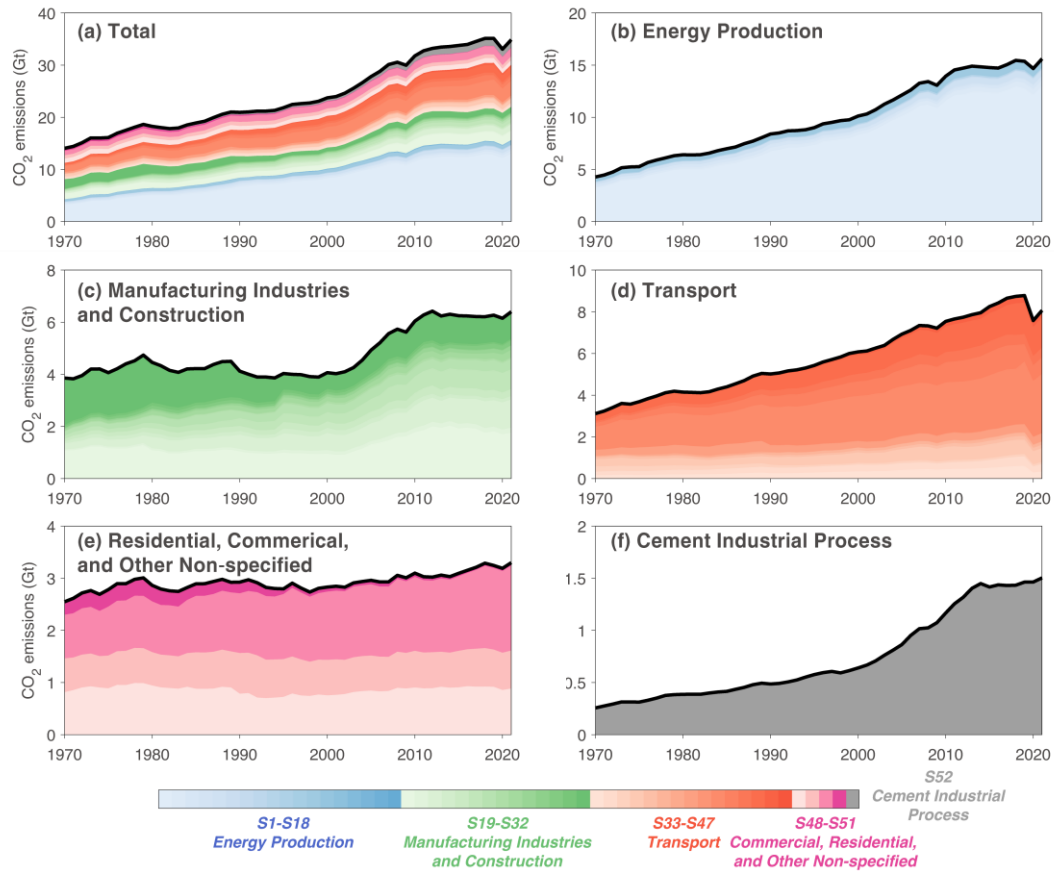 (a) Total
CO2 emissions (Gt)
40
30
20
10
0
1970 1980 1990 2000 2010 2020
(b) Energy Production
CO2 emissions (Gt)
20
15
10
5
0
1970 1980 1990 2000 2010 2020
(c) Manufacturing Industries
and Construction
CO2 emissions (Gt)
8
6
4
2
0
1970 1980 1990 2000 2010 2020
(d) Transport
10
8
6
4
2
0
1970 1980 1990 2000 2010 2020
(e) Residential, Commerical,
and Other Non-specified
CO2 emissions (Gt)
4
3
2
1
0
1970 1980 1990 2000 2010 2020
(f) Cement Industrial Process
2
1.5
1
0.5
0
1970 1980 1990 2000 2010 2020
S1-S18
Energy Production
S19-S32
Manufacturing Industries
and Construction
S33-S47
Transport
S48-S51
Commercial, Residential,
and Other Non-specified
S52
Cement Industrial
Process